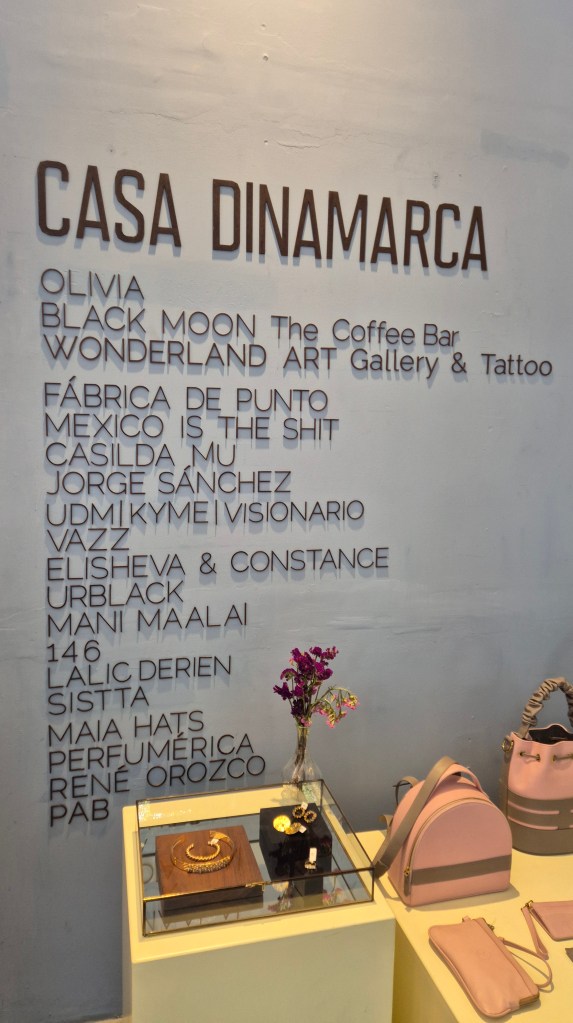 CASA DINAMARCA
OLIVIA
BLACK MOON The Coffee Bar
WONDERLAND ART Gallery & Tattoo
FÁBRICA DE PUNTO
MEXICO IS THE SHIT
CASILDA MU
JORGE SÁNCHEZ
UDM|KYME|VISIONARIO
VAZZ
ELISHEVA & CONSTANCE
URBLACK
MANI MAALAI
146
LALIC DERIEN
SISTTA
MAIA HATS
PERFUMÉRICA
RENÉ OROZCO
PAB